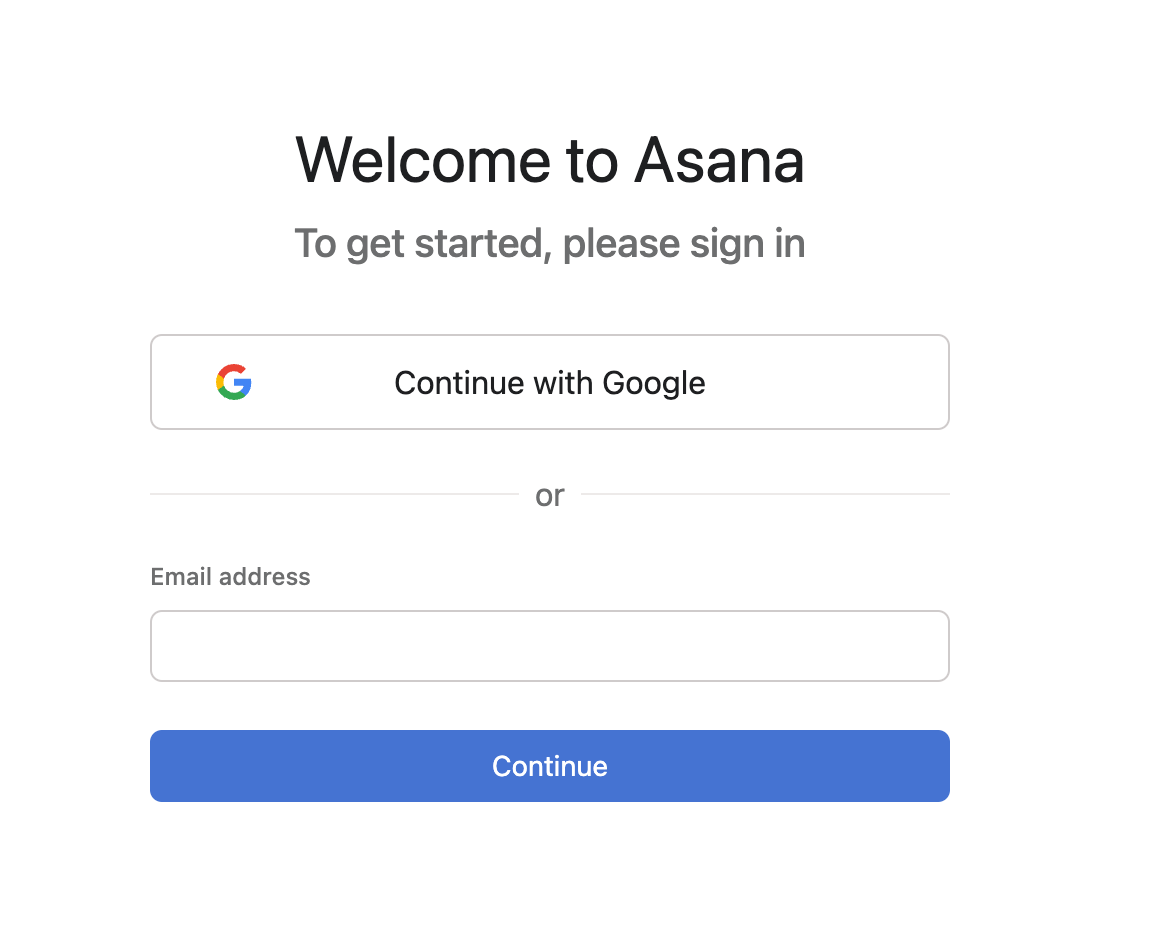 Welcome to Asana
To get started, please sign in
Continue with Google
or
Email address
Continue